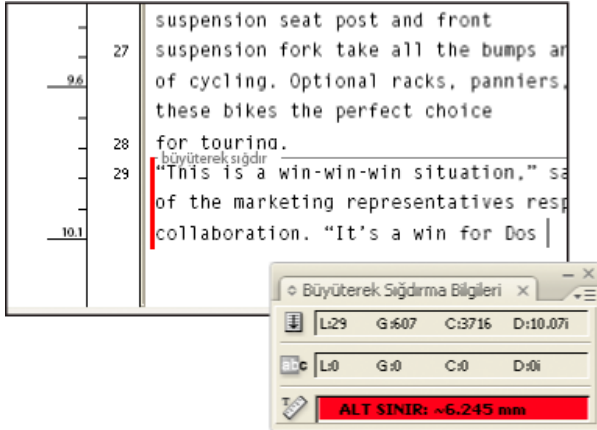 suspension seat post and front
27 suspension fork take all the bumps an
9.6 of cycling. Optional racks, panniers,
these bikes the perfect choice
28 for touring.
büyüterek sığdır
29 “This is a win-win-win situation,” sa
of the marketing representatives resp
10.1 collaboration. “It’s a win for Dos
Büyüterek Sığdırma Bilgileri
L:29 G:607 C:3716 D:10.07i
abc L:0 G:0 C:0 D:0i
T ALT SINIR: ~6.245 mm